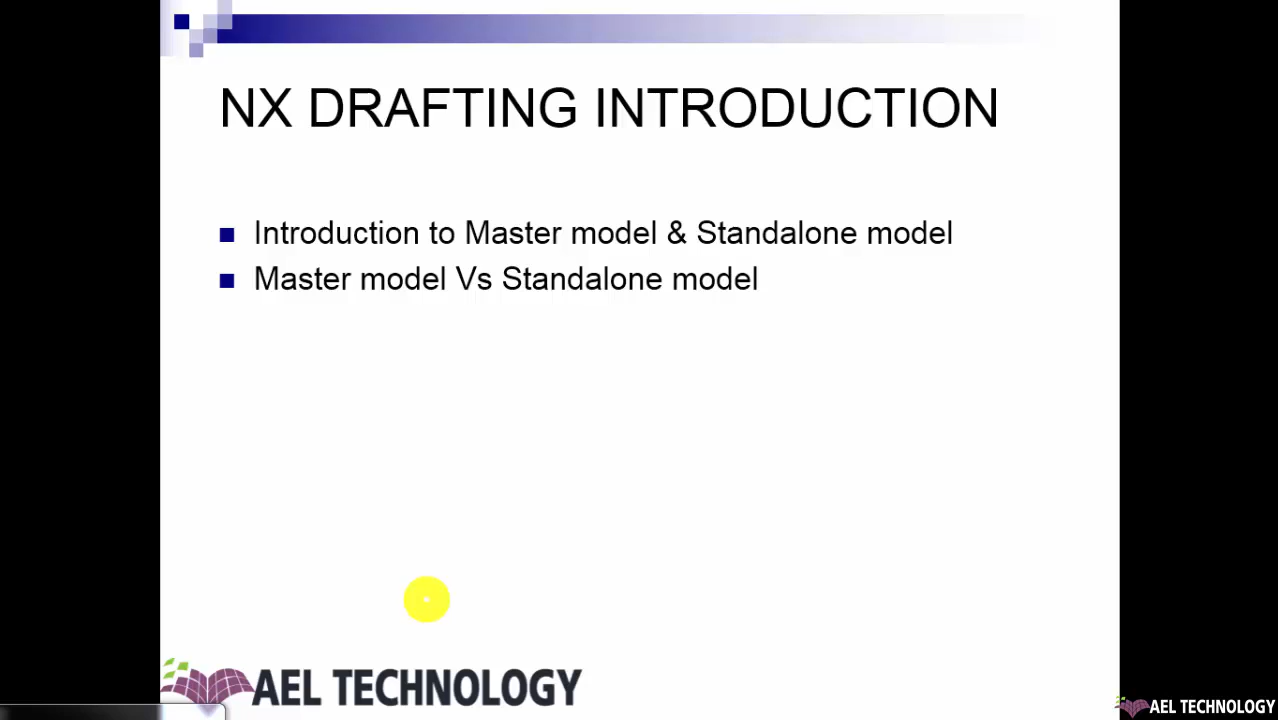 NX DRAFTING INTRODUCTION
Introduction to Master model & Standalone model
Master model Vs Standalone model
AEL TECHNOLOGY
AEL TECHNOLOGY